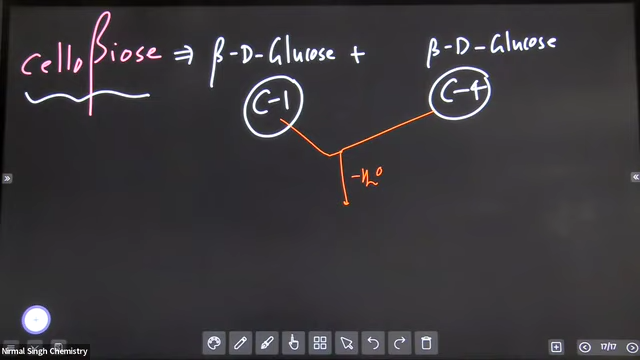 celloβiose ⇒ β-D-Glucose + β-D-Glucose
C-1 C-4
-H₂O
Nirmal Singh Chemistry
17/17